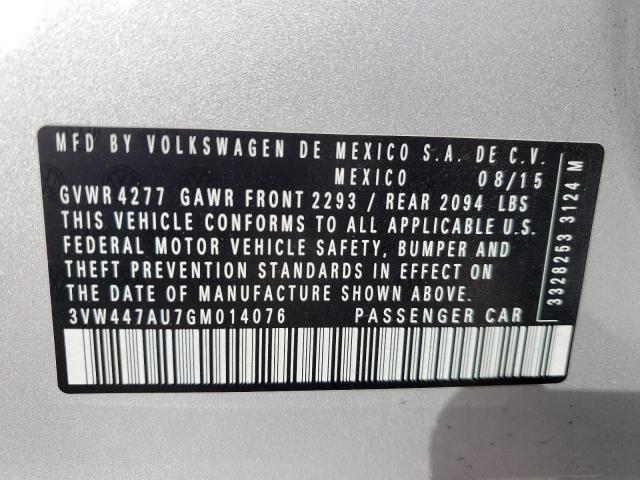 MFD BY VOLKSWAGEN DE MEXICO S.A. DE C.V.
MEXICO 08/15
GVWR 4277 GAWR FRONT 2293 / REAR 2094 LBS
THIS VEHICLE CONFORMS TO ALL APPLICABLE U.S.
FEDERAL MOTOR VEHICLE SAFETY, BUMPER AND
THEFT PREVENTION STANDARDS IN EFFECT ON
THE DATE OF MANUFACTURE SHOWN ABOVE.
3VW447AU7GM014076 PASSENGER CAR
3328253 3124 M